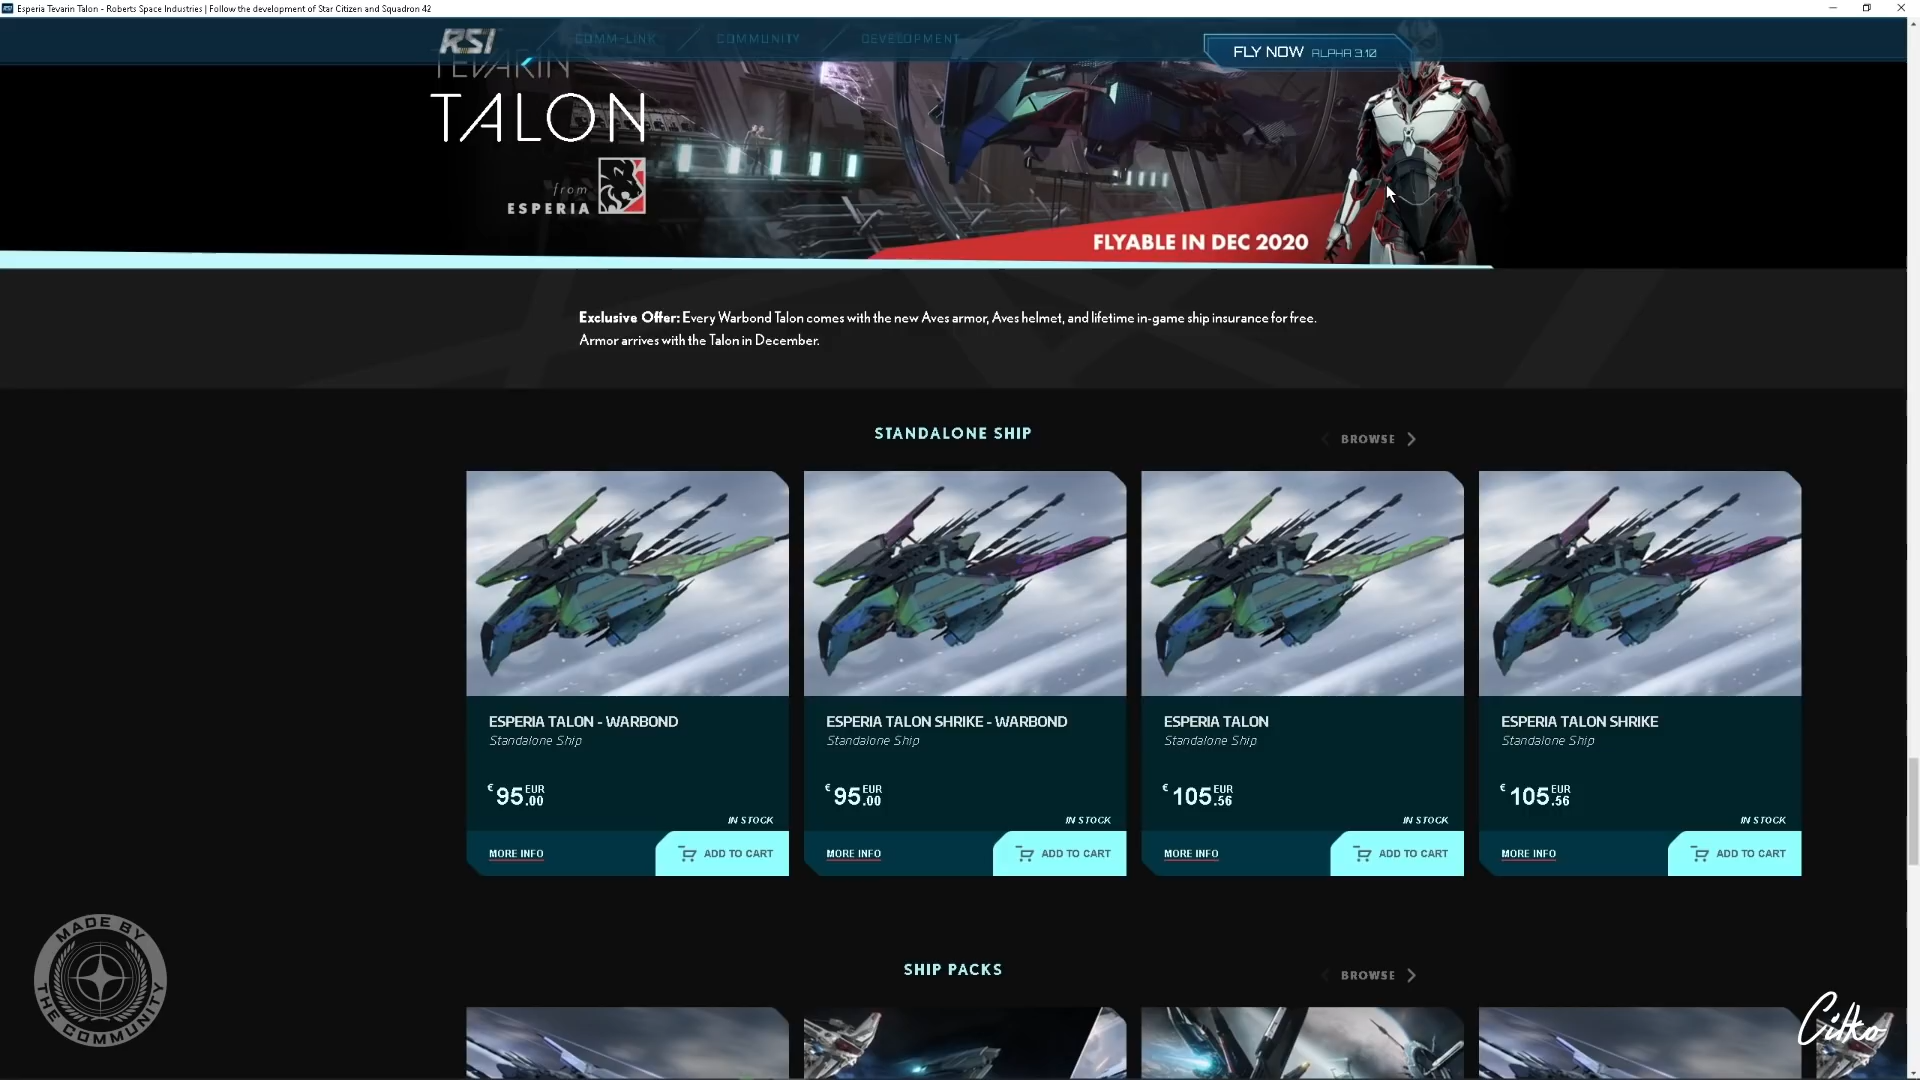 Esperia Tevarin Talon - Roberts Space Industries | Follow the development of Star Citizen and Squadron 42
RSI
COMM-LINK
COMMUNITY
DEVELOPMENT
FLY NOW ALPHA 3.10
TEVARIN
TALON
from
ESPERIA
FLYABLE IN DEC 2020
Exclusive Offer: Every Warbond Talon comes with the new Aves armor, Aves helmet, and lifetime in-game ship insurance for free.
Armor arrives with the Talon in December.
STANDALONE SHIP
BROWSE
ESPERIA TALON - WARBOND
Standalone Ship
€ 95 EUR .00
IN STOCK
MORE INFO
ADD TO CART
ESPERIA TALON SHRIKE - WARBOND
Standalone Ship
€ 95 EUR .00
IN STOCK
MORE INFO
ADD TO CART
ESPERIA TALON
Standalone Ship
€ 105 EUR .56
IN STOCK
MORE INFO
ADD TO CART
ESPERIA TALON SHRIKE
Standalone Ship
€ 105 EUR .56
IN STOCK
MORE INFO
ADD TO CART
SHIP PACKS
BROWSE
MADE BY
THE COMMUNITY